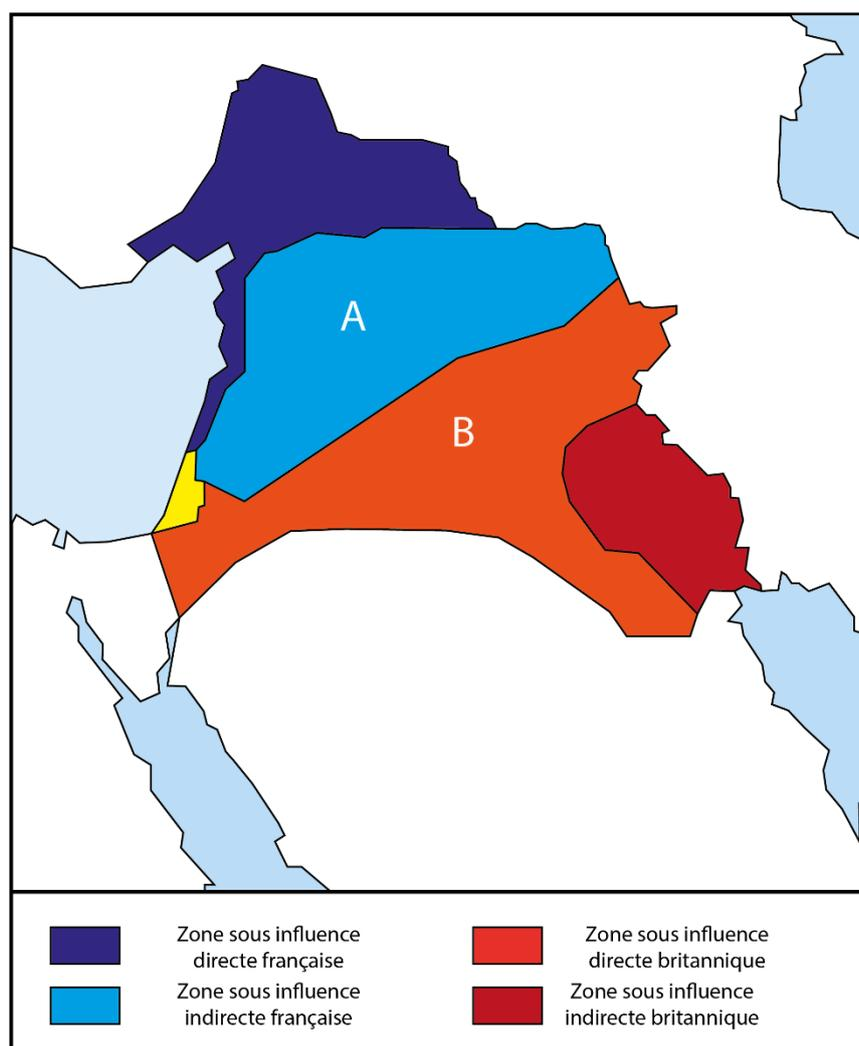 A
B
Zone sous influence
directe française
Zone sous influence
indirecte française
Zone sous influence
directe britannique
Zone sous influence
indirecte britannique